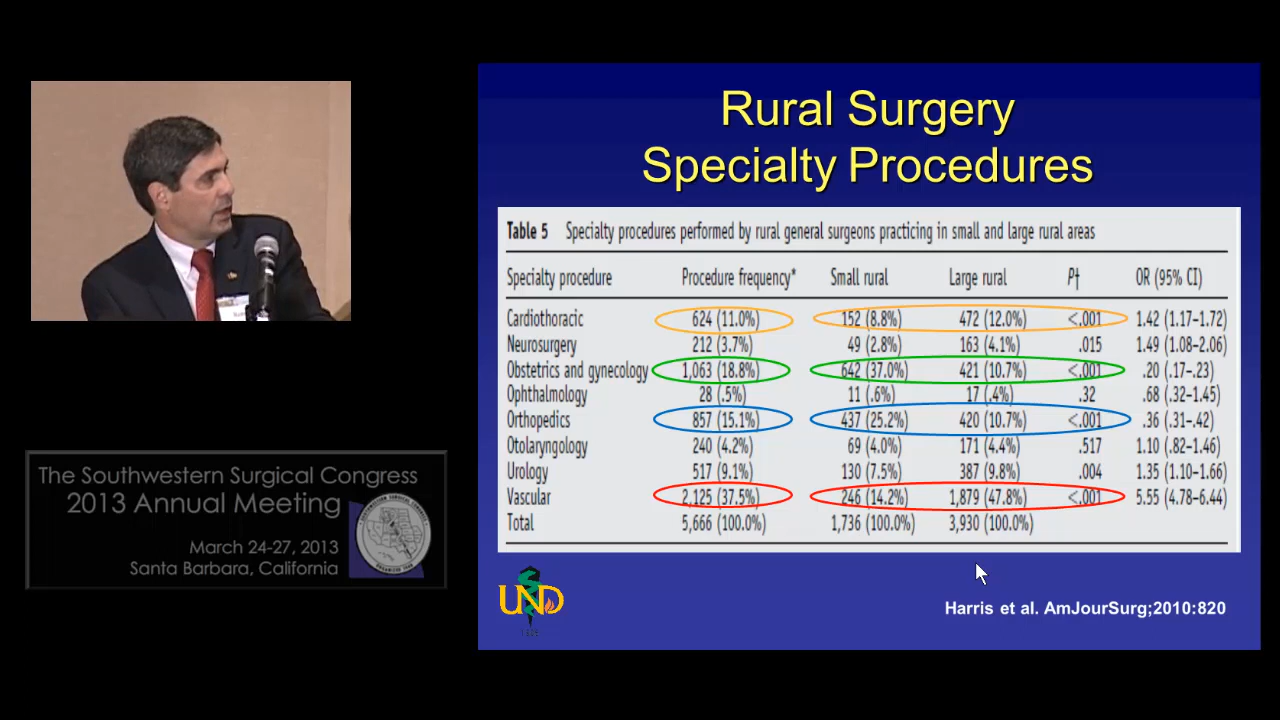 Rural Surgery
Specialty Procedures
Table 5 Specialty procedures performed by rural general surgeons practicing in small and large rural areas
Specialty procedure Procedure frequency* Small rural Large rural P† OR (95% CI)
Cardiothoracic 624 (11.0%) 152 (8.8%) 472 (12.0%) <.001 1.42 (1.17–1.72)
Neurosurgery 212 (3.7%) 49 (2.8%) 163 (4.1%) .015 1.49 (1.08–2.06)
Obstetrics and gynecology 1,063 (18.8%) 642 (37.0%) 421 (10.7%) <.001 .20 (.17–.23)
Ophthalmology 28 (.5%) 11 (.6%) 17 (.4%) .32 .68 (.32–1.45)
Orthopedics 857 (15.1%) 437 (25.2%) 420 (10.7%) <.001 .36 (.31–.42)
Otolaryngology 240 (4.2%) 69 (4.0%) 171 (4.4%) .517 1.10 (.82–1.46)
Urology 517 (9.1%) 130 (7.5%) 387 (9.8%) .004 1.35 (1.10–1.66)
Vascular 2,125 (37.5%) 246 (14.2%) 1,879 (47.8%) <.001 5.55 (4.78–6.44)
Total 5,666 (100.0%) 1,736 (100.0%) 3,930 (100.0%)
UND
Harris et al. AmJourSurg;2010:820
The Southwestern Surgical Congress
2013 Annual Meeting
March 24-27, 2013
Santa Barbara, California